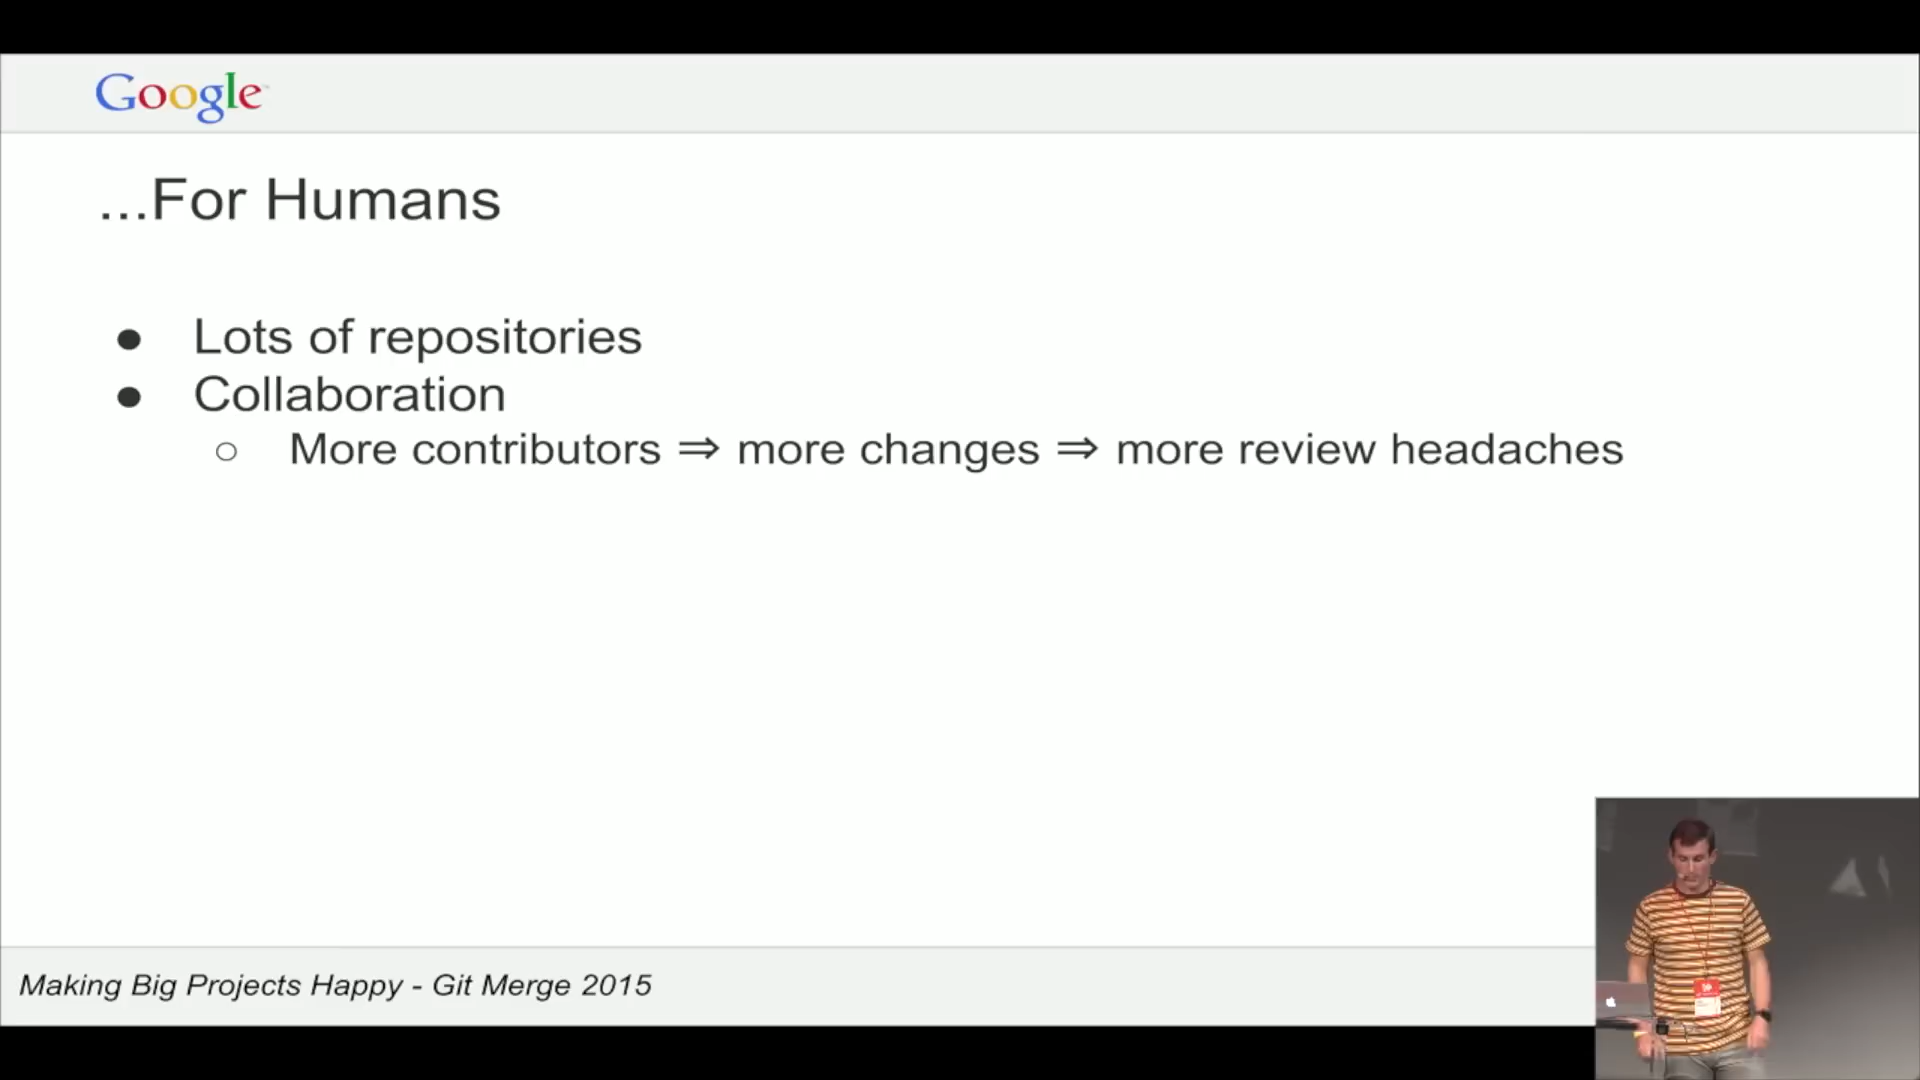 Google
...For Humans
● Lots of repositories
● Collaboration
○ More contributors ⇒ more changes ⇒ more review headaches
Making Big Projects Happy - Git Merge 2015